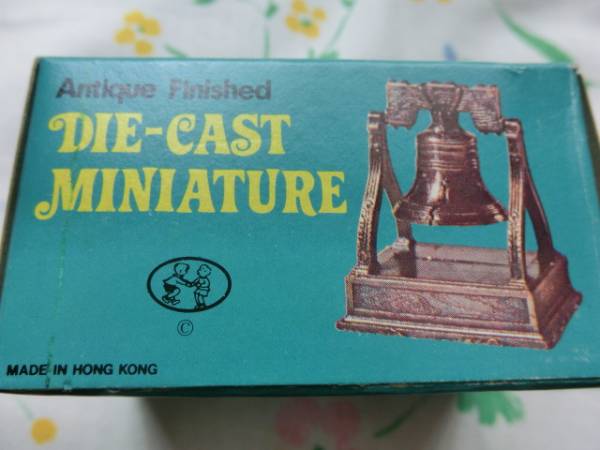 Antique Finished
DIE-CAST
MINIATURE
©
MADE IN HONG KONG